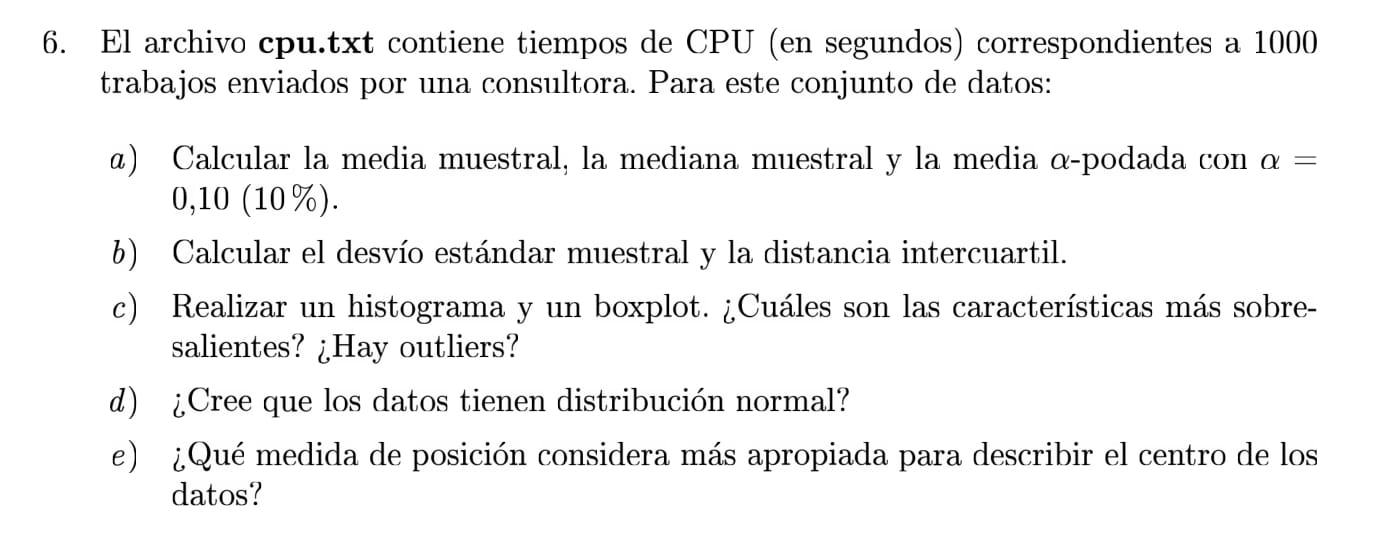 6. El archivo cpu.txt contiene tiempos de CPU (en segundos) correspondientes a 1000
trabajos enviados por una consultora. Para este conjunto de datos:
a) Calcular la media muestral, la mediana muestral y la media α-podada con α =
0,10 (10 %).
b) Calcular el desvío estándar muestral y la distancia intercuartil.
c) Realizar un histograma y un boxplot. ¿Cuáles son las características más sobre-
salientes? ¿Hay outliers?
d) ¿Cree que los datos tienen distribución normal?
e) ¿Qué medida de posición considera más apropiada para describir el centro de los
datos?